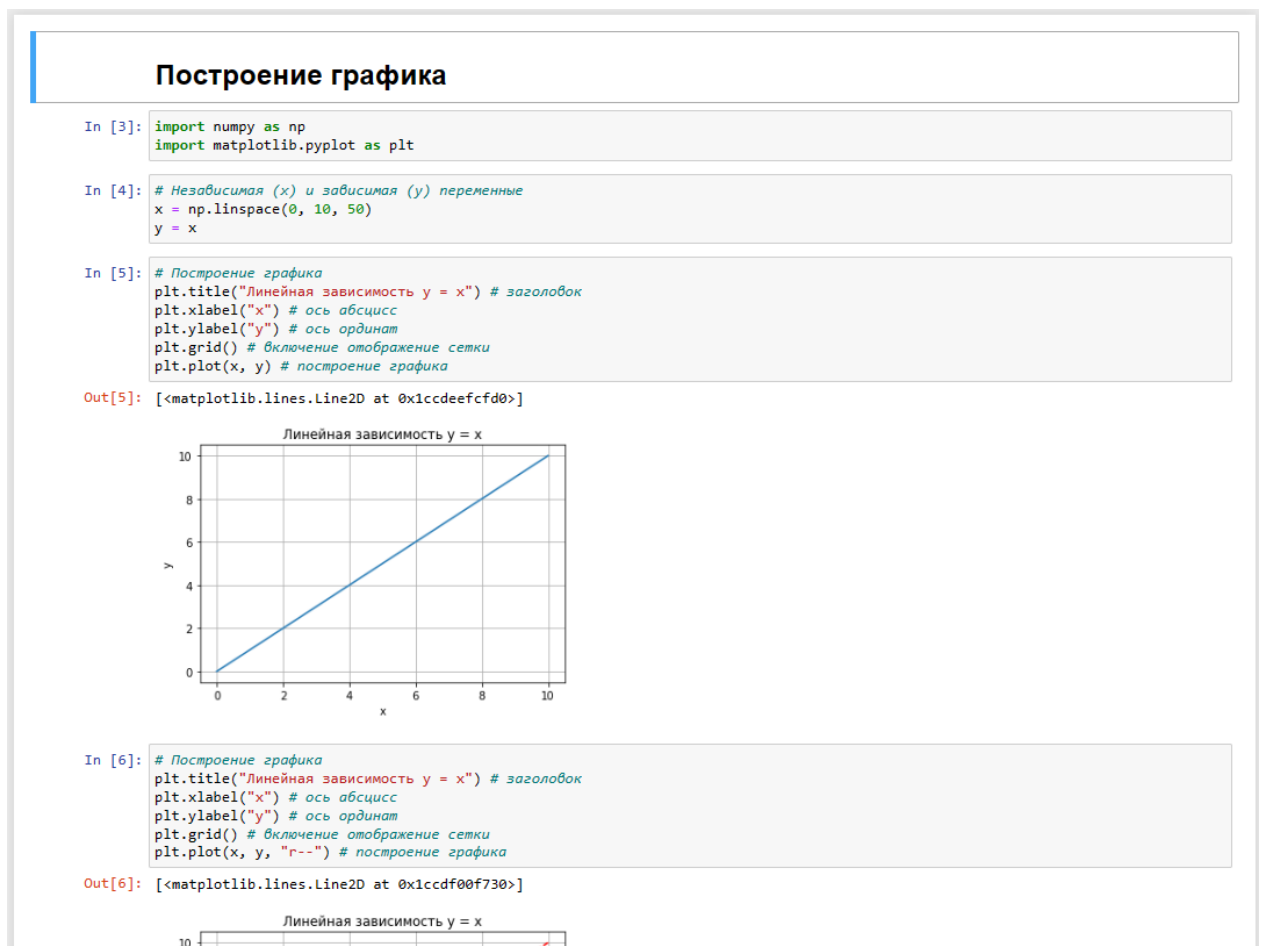 Построение графика
In [3]: import numpy as np
import matplotlib.pyplot as plt
In [4]: # Независимая (x) и зависимая (y) переменные
x = np.linspace(0, 10, 50)
y = x
In [5]: # Построение графика
plt.title("Линейная зависимость y = x") # заголовок
plt.xlabel("x") # ось абсцисс
plt.ylabel("y") # ось ординат
plt.grid() # включение отображение сетки
plt.plot(x, y) # построение графика
Out[5]: [<matplotlib.lines.Line2D at 0x1ccdeefcfd0>]
Линейная зависимость y = x
10
8
6
y
4
2
0
0 2 4 6 8 10
x
In [6]: # Построение графика
plt.title("Линейная зависимость y = x") # заголовок
plt.xlabel("x") # ось абсцисс
plt.ylabel("y") # ось ординат
plt.grid() # включение отображение сетки
plt.plot(x, y, "r--") # построение графика
Out[6]: [<matplotlib.lines.Line2D at 0x1ccdf00f730>]
Линейная зависимость y = x
10